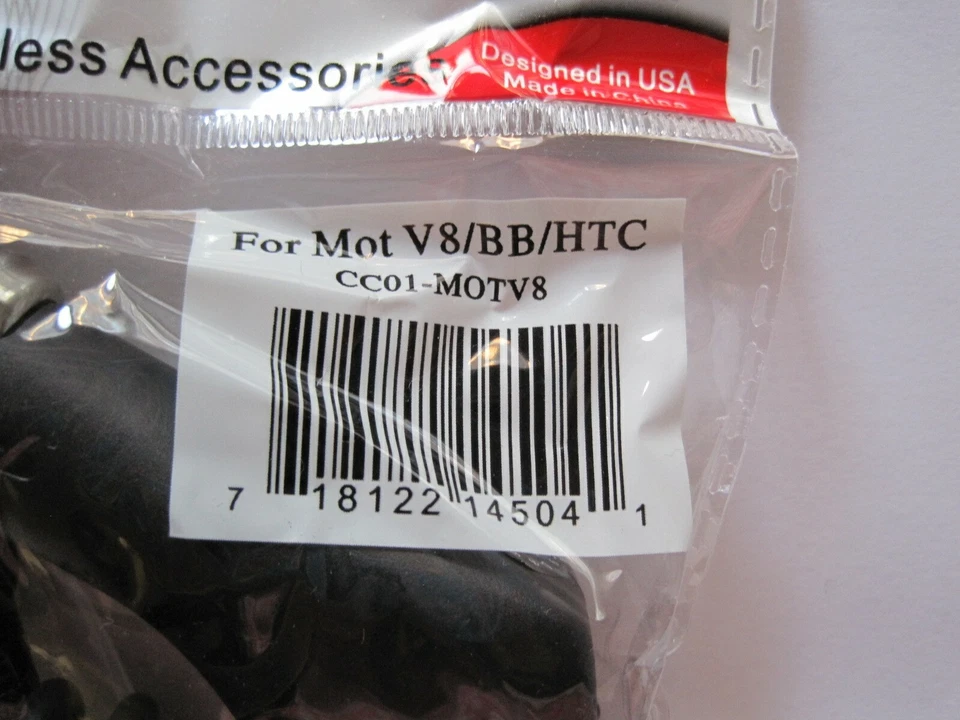 less Accessories
Designed in USA
Made in China
For Mot V8/BB/HTC
CC01-MOTV8
7 18122 14504 1